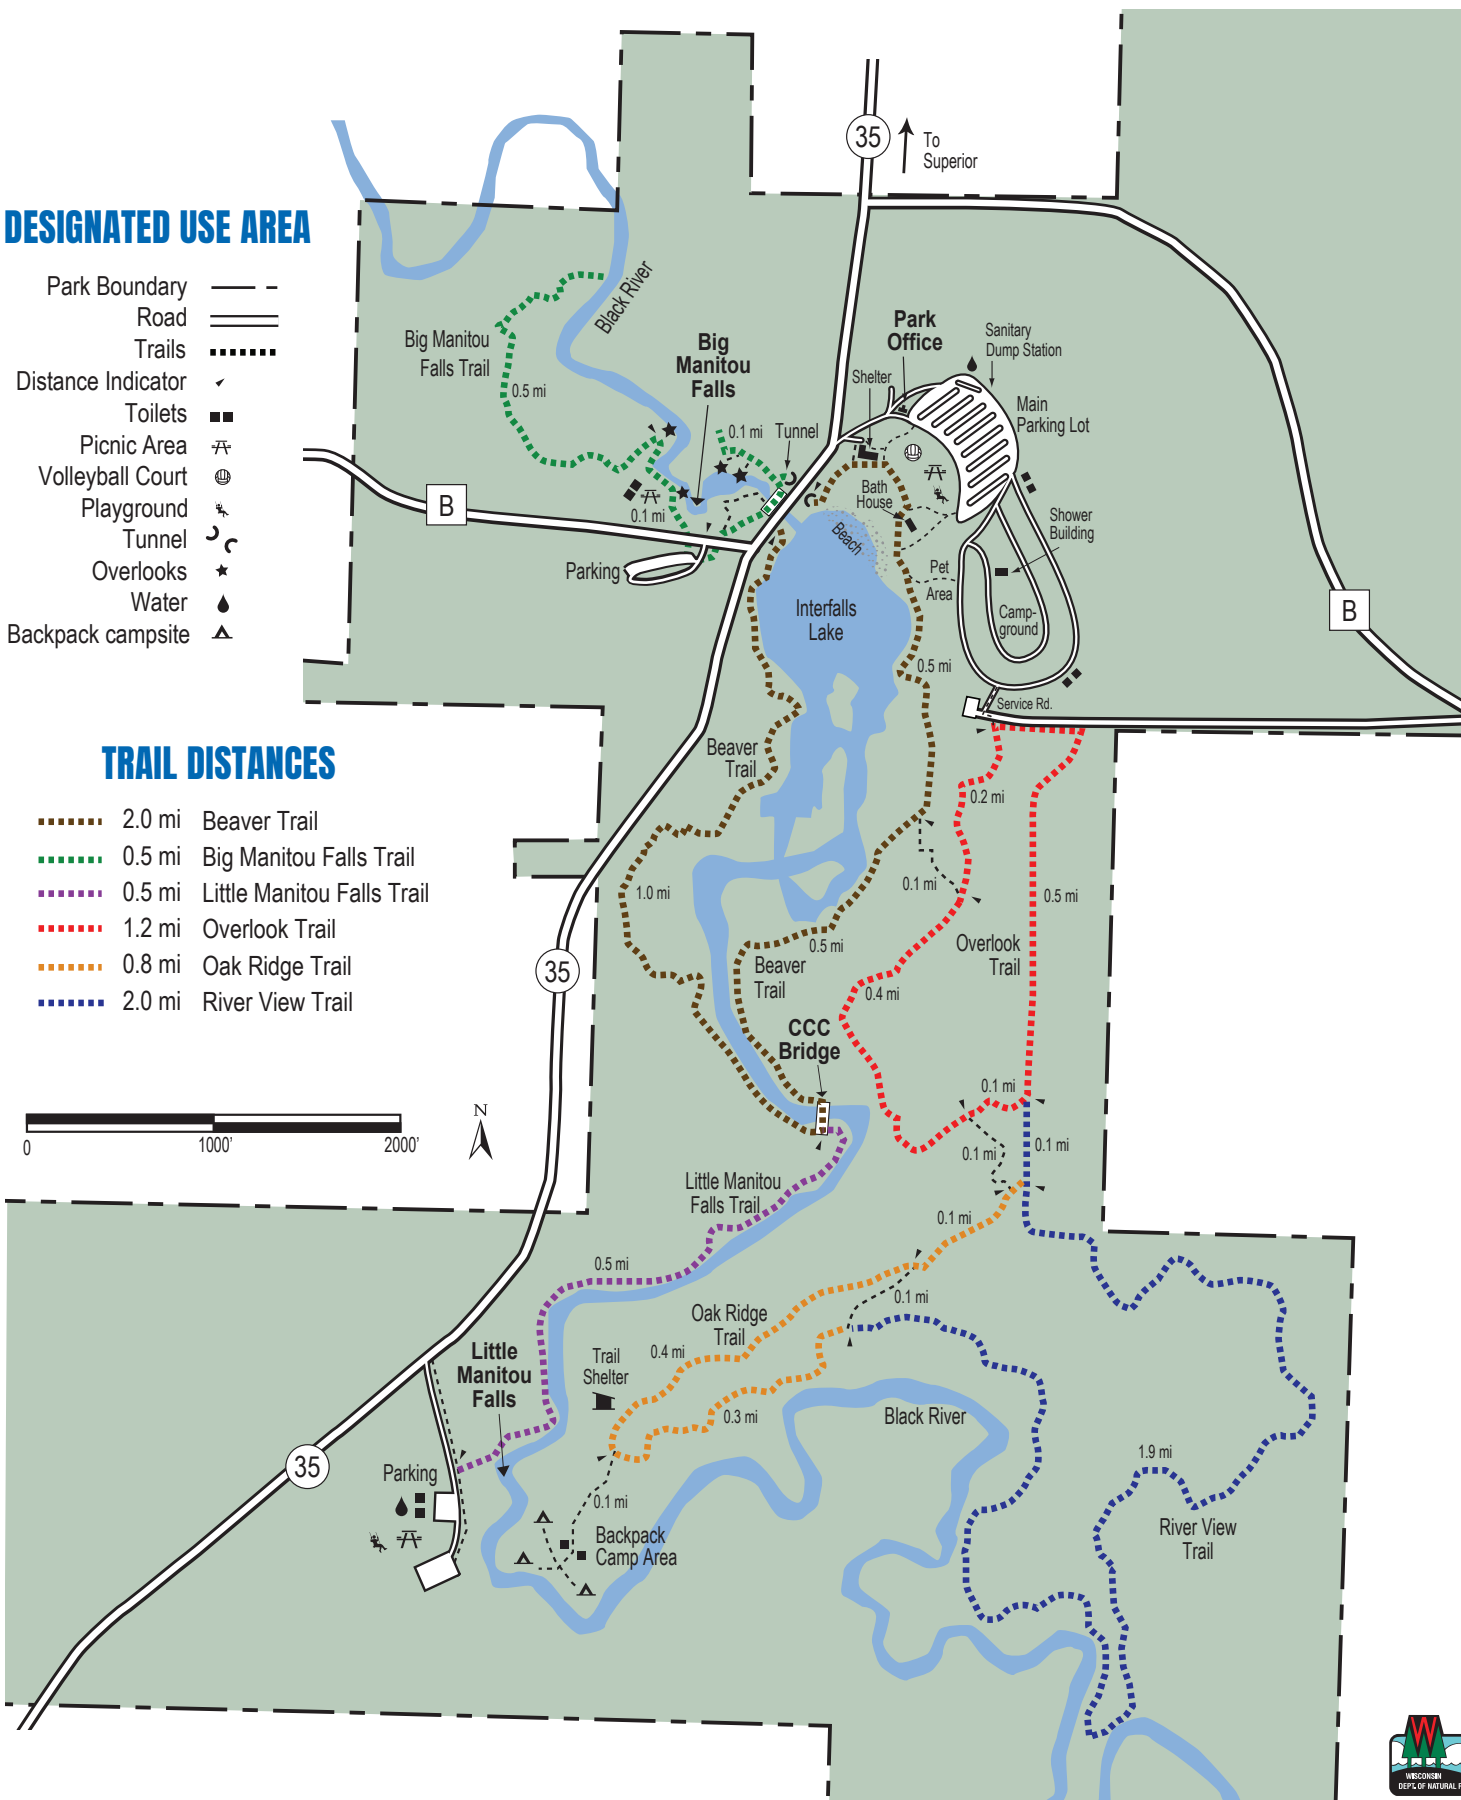 35
To
Superior
DESIGNATED USE AREA
Park Boundary
Road
Trails
Distance Indicator
Toilets
Picnic Area
Volleyball Court
Playground
Tunnel
Overlooks
Water
Backpack campsite
Black River
Big Manitou
Falls Trail
0.5 mi
Big
Manitou
Falls
Park
Office
Sanitary
Dump Station
Shelter
Main
Parking Lot
0.1 mi
Tunnel
B
0.1 mi
Bath
House
Beach
Shower
Building
Parking
Pet
Area
Interfalls
Lake
Camp-
ground
B
0.5 mi
Service Rd.
TRAIL DISTANCES
2.0 mi Beaver Trail
0.5 mi Big Manitou Falls Trail
0.5 mi Little Manitou Falls Trail
1.2 mi Overlook Trail
0.8 mi Oak Ridge Trail
2.0 mi River View Trail
Beaver
Trail
0.2 mi
1.0 mi
0.1 mi
0.5 mi
0.5 mi
Overlook
Trail
Beaver
Trail
35
0.4 mi
CCC
Bridge
0.1 mi
0
1000'
2000'
N
0.1 mi
0.1 mi
Little Manitou
Falls Trail
0.1 mi
0.5 mi
0.1 mi
Oak Ridge
Trail
Little
Manitou
Falls
Trail
Shelter
0.4 mi
0.3 mi
Black River
35
Parking
1.9 mi
0.1 mi
Backpack
Camp Area
River View
Trail
W
WISCONSIN
DEPT. OF NATURAL